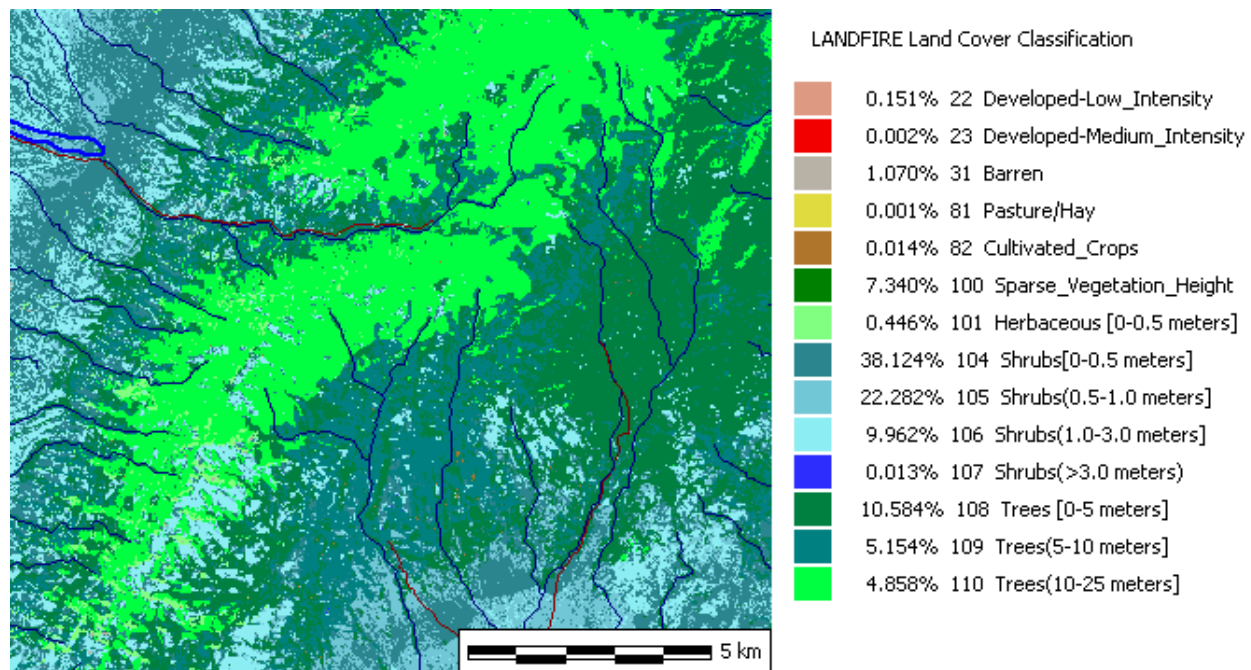 LANDFIRE Land Cover Classification
0.151% 22 Developed-Low_Intensity
0.002% 23 Developed-Medium_Intensity
1.070% 31 Barren
0.001% 81 Pasture/Hay
0.014% 82 Cultivated_Crops
7.340% 100 Sparse_Vegetation_Height
0.446% 101 Herbaceous [0-0.5 meters]
38.124% 104 Shrubs[0-0.5 meters]
22.282% 105 Shrubs(0.5-1.0 meters]
9.962% 106 Shrubs(1.0-3.0 meters]
0.013% 107 Shrubs(>3.0 meters)
10.584% 108 Trees [0-5 meters]
5.154% 109 Trees(5-10 meters]
4.858% 110 Trees(10-25 meters]
5 km